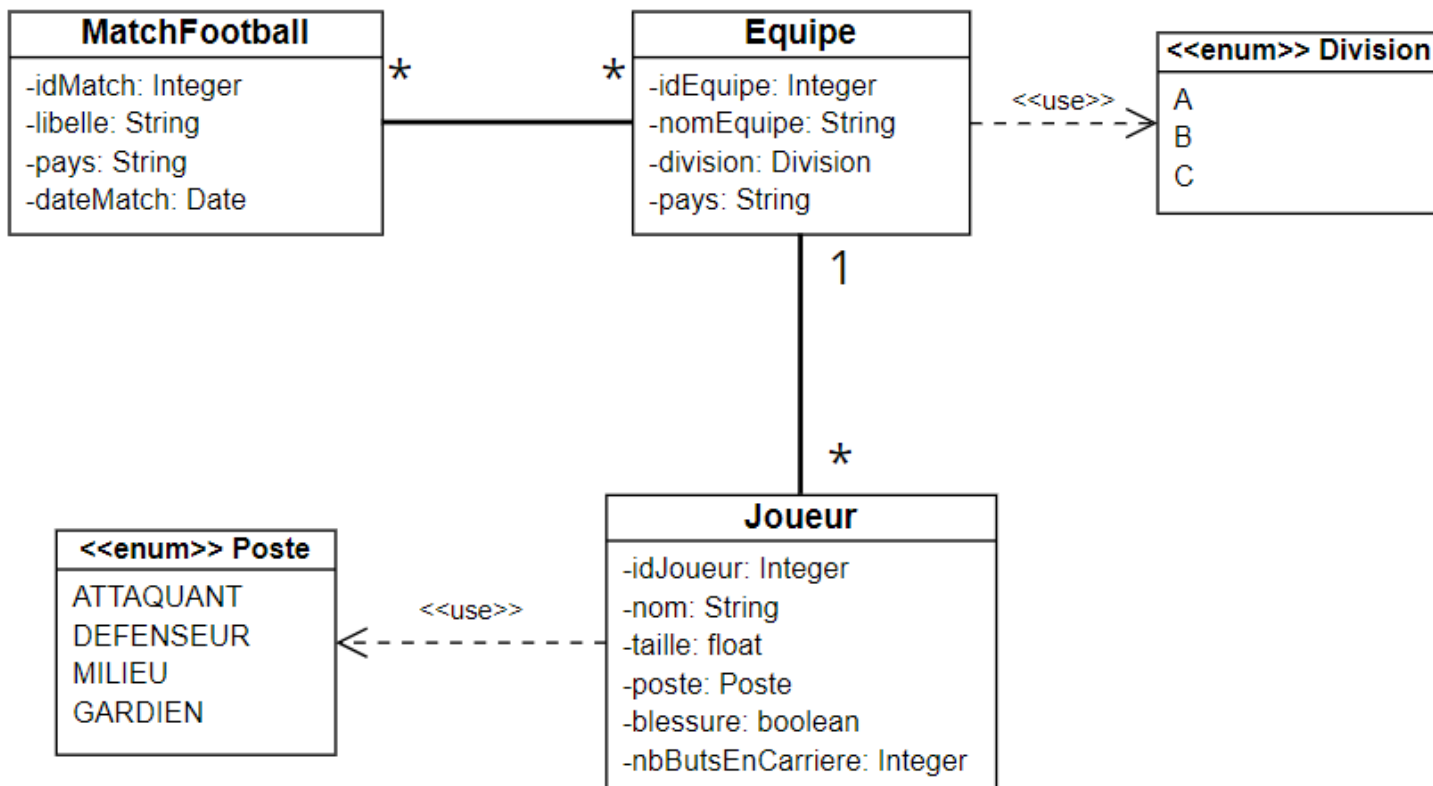 MatchFootball
-idMatch: Integer
-libelle: String
-pays: String
-dateMatch: Date
*
*
Equipe
-idEquipe: Integer
-nomEquipe: String
-division: Division
-pays: String
<<use>>
<<enum>> Division
A
B
C
1
*
<<enum>> Poste
ATTAQUANT
DEFENSEUR
MILIEU
GARDIEN
<<use>>
Joueur
-idJoueur: Integer
-nom: String
-taille: float
-poste: Poste
-blessure: boolean
-nbButsEnCarriere: Integer